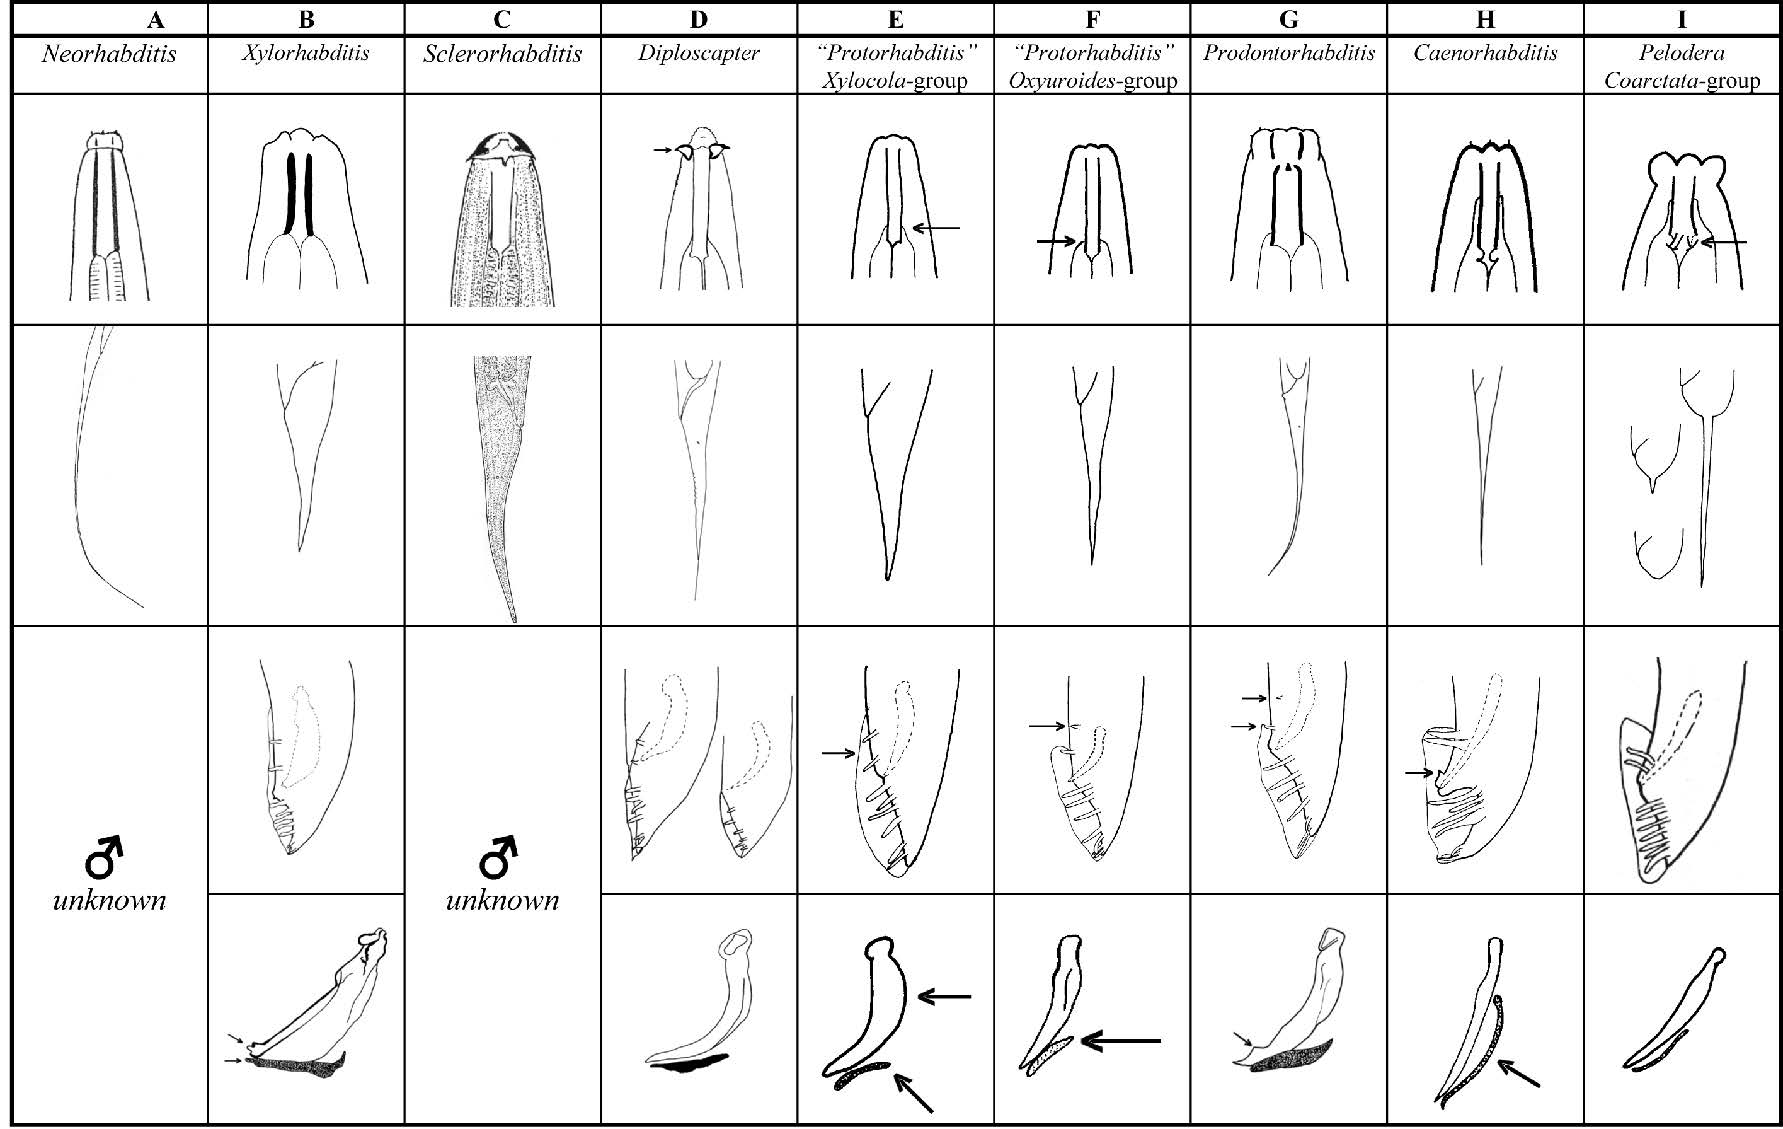 A B C D E F G H I
Neorhabditis Xylorhabditis Sclerorhabditis Diploscapter “Protorhabditis” “Protorhabditis” Prodontorhabditis Caenorhabditis Pelodera
Xylocola-group Oxyuroides-group Coarctata-group
♂ ♂
unknown unknown